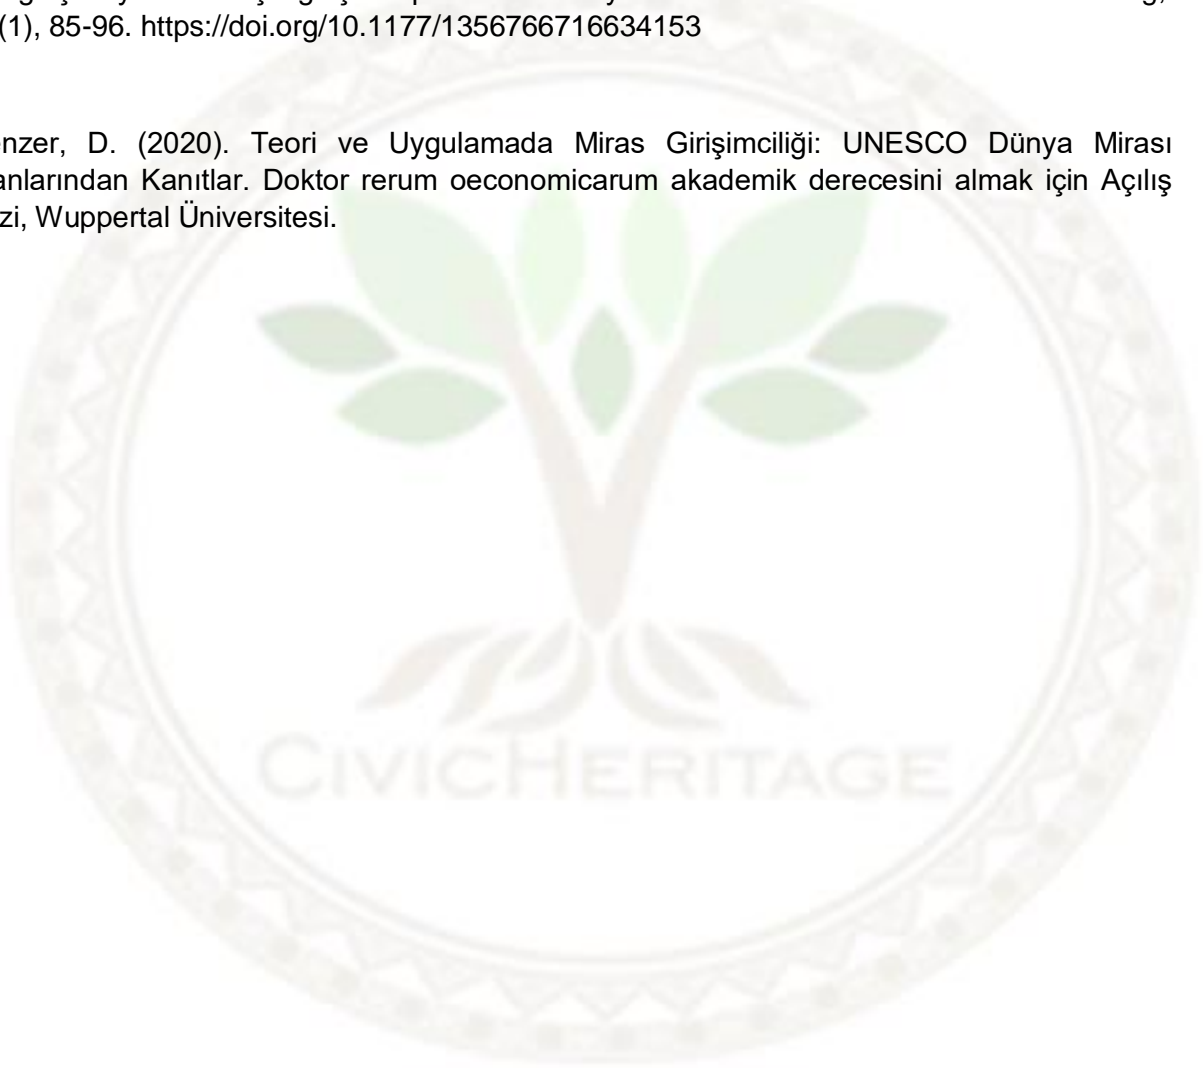 (1), 85-96. https://doi.org/10.1177/1356766716634153
nzer, D. (2020). Teori ve Uygulamada Miras Girişimciliği: UNESCO Dünya Mirası
anlarından Kanıtlar. Doktor rerum oeconomicarum akademik derecesini almak için Açılış
zi, Wuppertal Üniversitesi.
CIVICHERITAGE